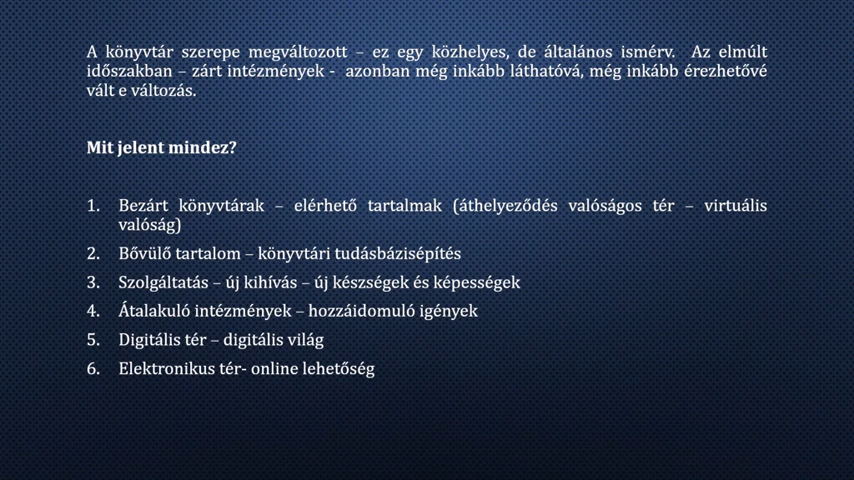 A könyvtár szerepe megváltozott – ez egy közhelyes, de általános ismérv. Az elmúlt
időszakban – zárt intézmények - azonban még inkább láthatóvá, még inkább érezhetővé
vált e változás.
Mit jelent mindez?
1. Bezárt könyvtárak – elérhető tartalmak (áthelyeződés valóságos tér – virtuális
valóság)
2. Bővülő tartalom – könyvtári tudásbázisépítés
3. Szolgáltatás – új kihívás – új készségek és képességek
4. Átalakuló intézmények – hozzáidomuló igények
5. Digitális tér – digitális világ
6. Elektronikus tér- online lehetőség